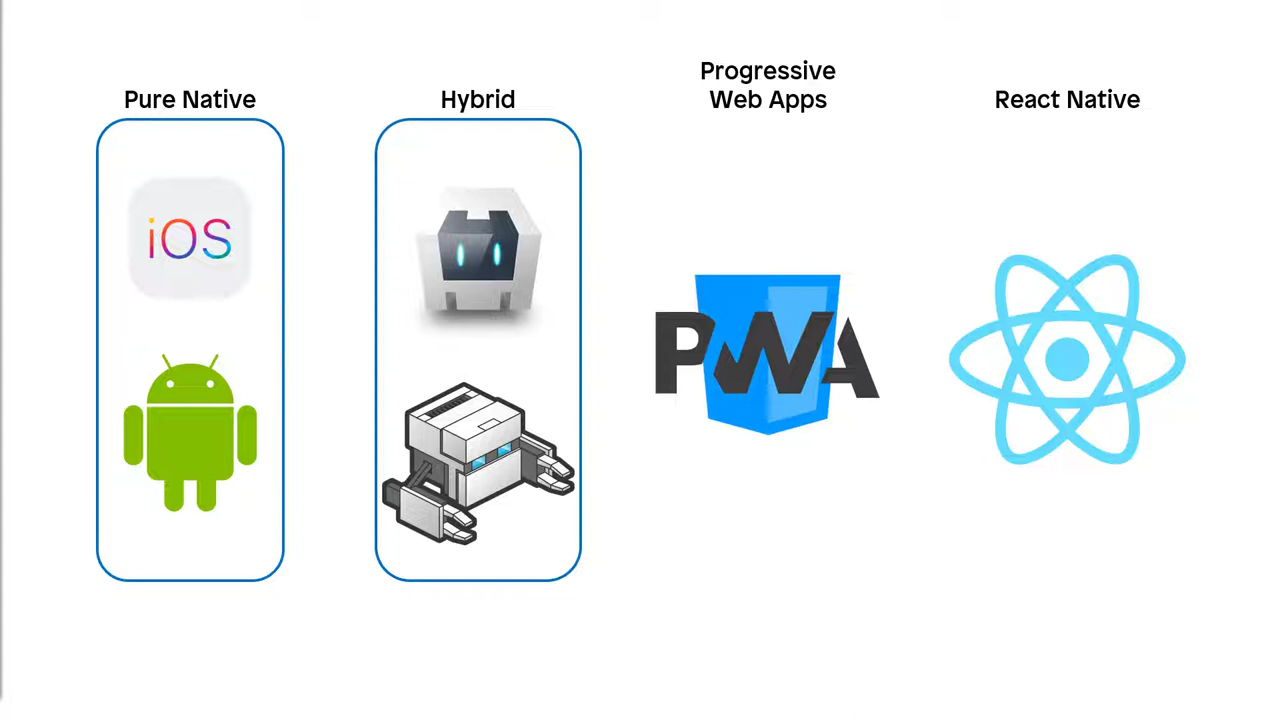 Pure Native
Hybrid
Progressive
Web Apps
React Native
iOS
PWA